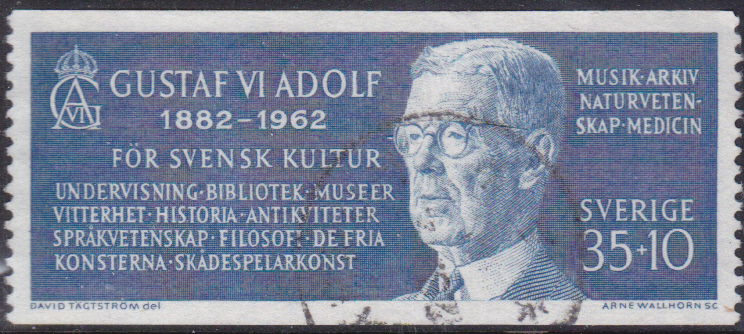 GUSTAF VI ADOLF
1882-1962
FÖR SVENSK KULTUR
UNDERVISNING·BIBLIOTEK·MUSEER
VITTERHET·HISTORIA·ANTIKVITETER
SPRÅKVETENSKAP·FILOSOFI·DE FRIA
KONSTERNA·SKÅDESPELARKONST
MUSIK·ARKIV
NATURVETEN-
SKAP·MEDICIN
SVERIGE
35+10
DAVID TÄGTSTRÖM del
ARNE WALLHORN SC